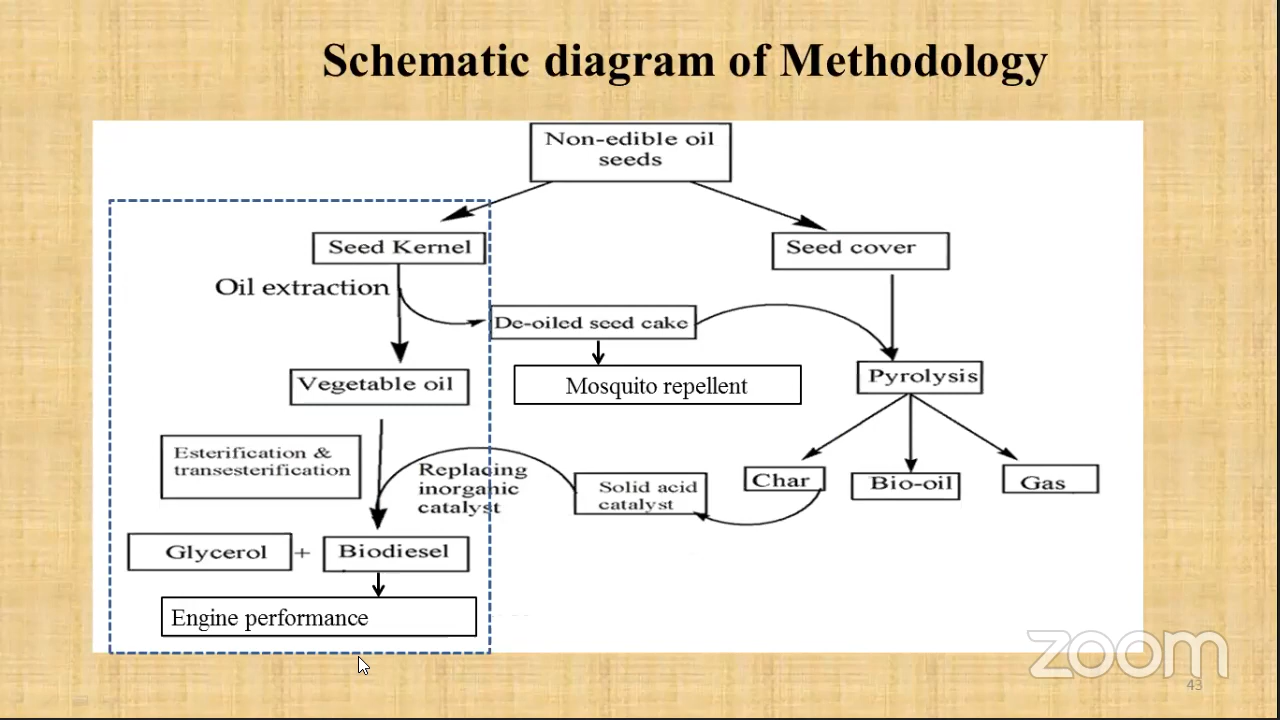 Schematic diagram of Methodology
Non-edible oil
seeds
Seed Kernel
Seed cover
Oil extraction
De-oiled seed cake
Mosquito repellent
Vegetable oil
Pyrolysis
Esterification &
transesterification
Replacing
inorganic
catalyst
Solid acid
catalyst
Char
Bio-oil
Gas
Glycerol
+
Biodiesel
Engine performance
zoom
43